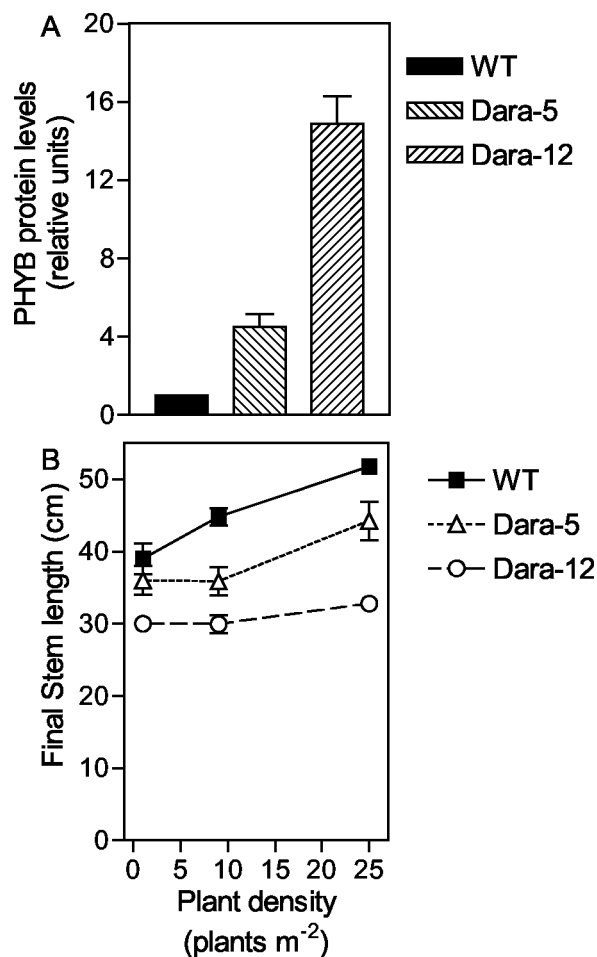 A
20
16
12
8
4
0
PHYB protein levels
(relative units)
WT
Dara-5
Dara-12
B
50
40
30
20
10
0
Final Stem length (cm)
0 5 10 15 20 25
Plant density
(plants m⁻²)
WT
Dara-5
Dara-12